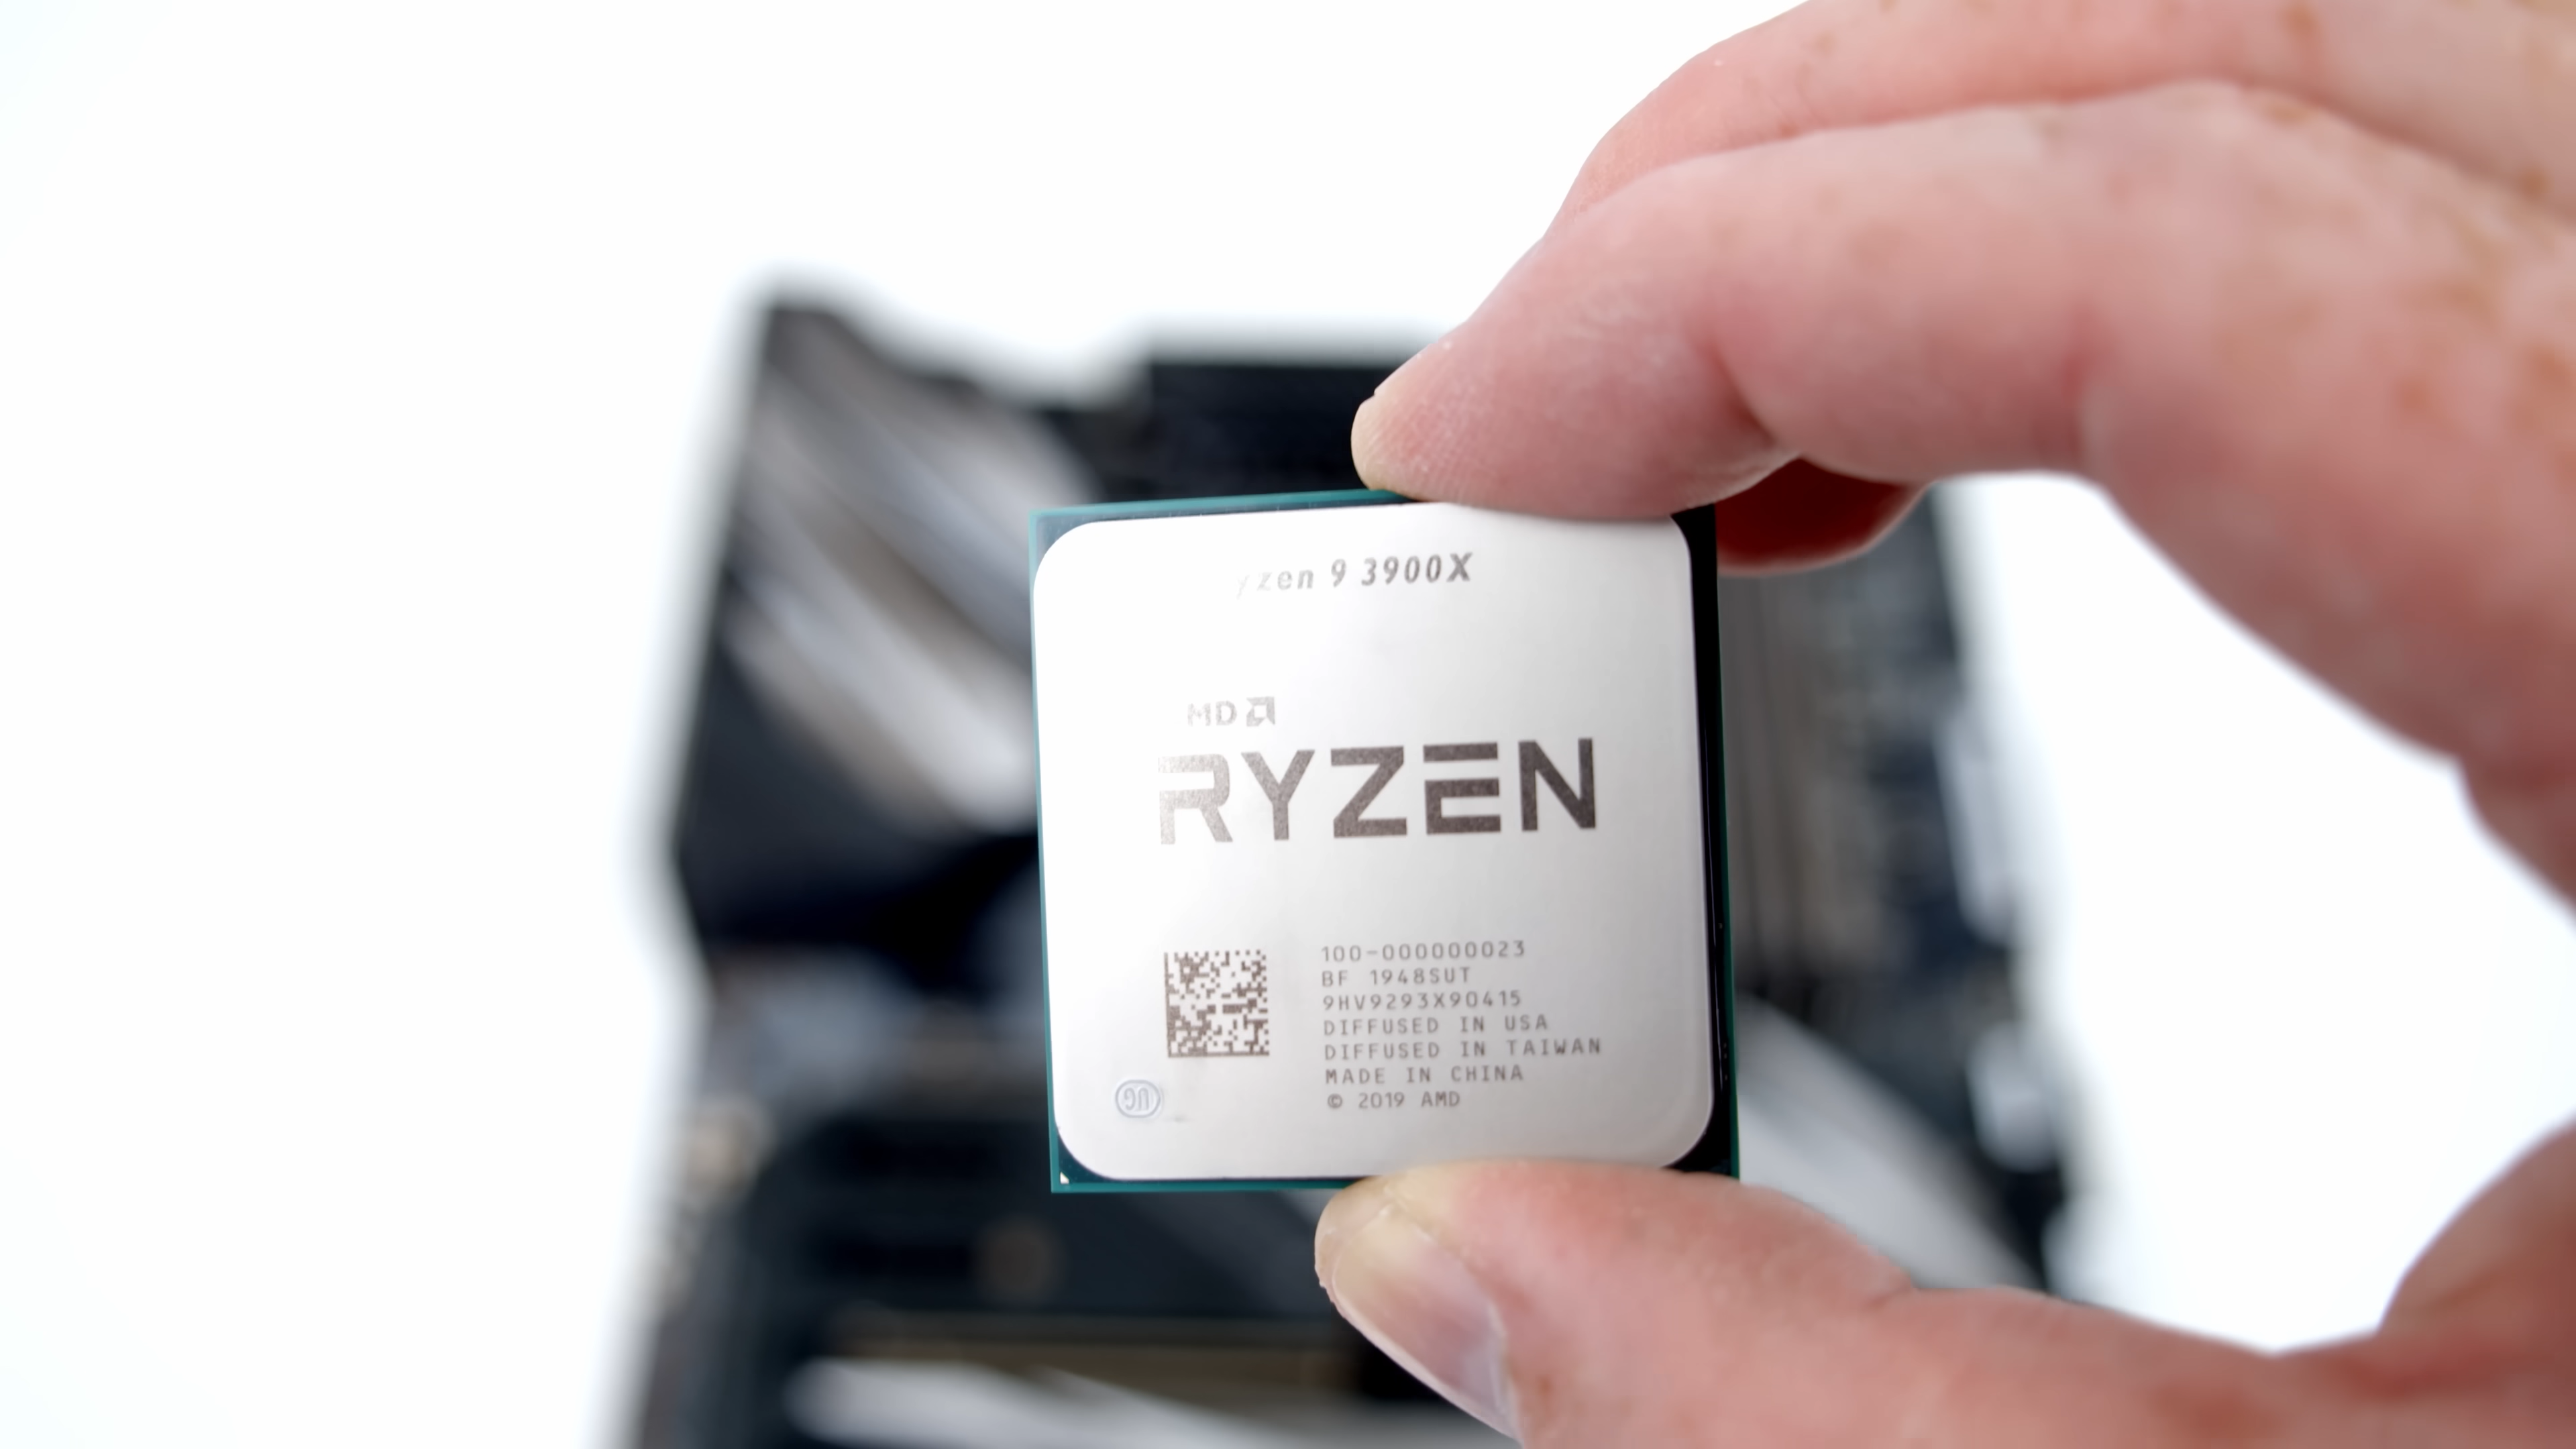 yzen 9 3900X
MD
RYZEN
100-000000023
BF 1948SUT
9HV9293X90415
DIFFUSED IN USA
DIFFUSED IN TAIWAN
MADE IN CHINA
© 2019 AMD
UG